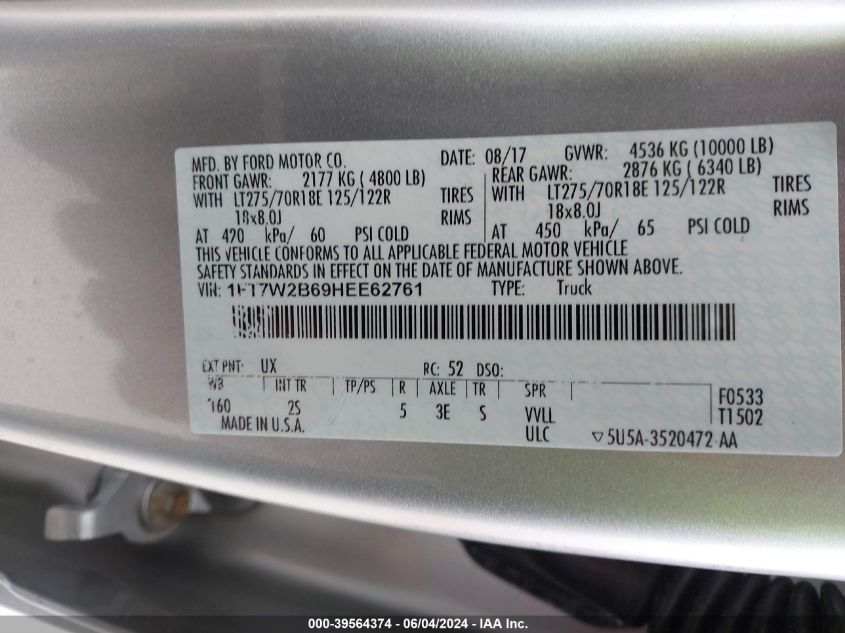 MFD. BY FORD MOTOR CO. DATE: 08/17 GVWR: 4536 KG (10000 LB)
FRONT GAWR: 2177 KG ( 4800 LB) REAR GAWR: 2876 KG ( 6340 LB)
WITH LT275/70R18E 125/122R TIRES WITH LT275/70R18E 125/122R TIRES
18x8.0J RIMS 18x8.0J RIMS
AT 420 kPa/ 60 PSI COLD AT 450 kPa/ 65 PSI COLD
THIS VEHICLE CONFORMS TO ALL APPLICABLE FEDERAL MOTOR VEHICLE
SAFETY STANDARDS IN EFFECT ON THE DATE OF MANUFACTURE SHOWN ABOVE.
VIN: 1FT7W2B69HEE62761 TYPE: Truck
EXT PNT: UX RC: 52 DSO:
WB INT TR TP/PS R AXLE TR SPR F0533
160 2S 5 3E S VVLL T1502
MADE IN U.S.A. ULC ▽5U5A-3520472-AA
000-39564374 - 06/04/2024 - IAA Inc.